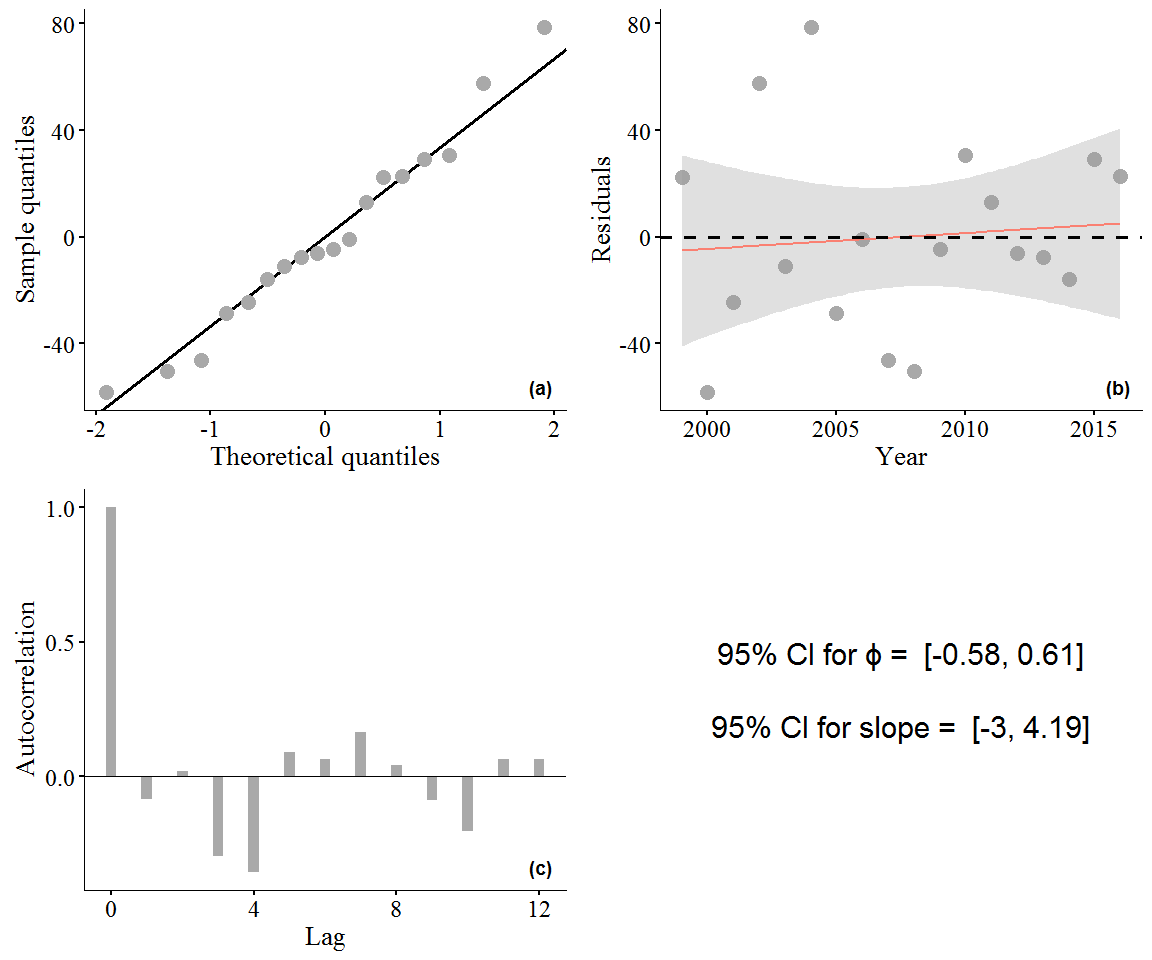 80
40
0
-40
Sample quantiles
(a)
-2 -1 0 1 2
Theoretical quantiles
80
40
0
-40
Residuals
(b)
2000 2005 2010 2015
Year
1.0
0.5
0.0
Autocorrelation
(c)
0 4 8 12
Lag
95% CI for ϕ = [-0.58, 0.61]
95% CI for slope = [-3, 4.19]